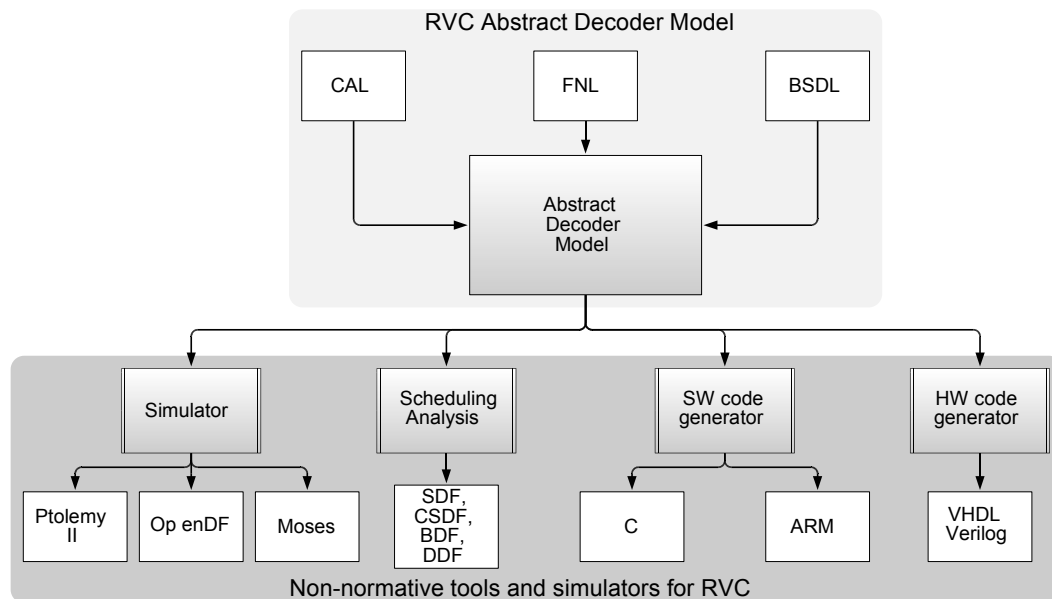 RVC Abstract Decoder Model
CAL
FNL
BSDL
Abstract
Decoder
Model
Simulator
Scheduling
Analysis
SW code
generator
HW code
generator
Ptolemy
II
Op enDF
Moses
SDF,
CSDF,
BDF,
DDF
C
ARM
VHDL
Verilog
Non-normative tools and simulators for RVC